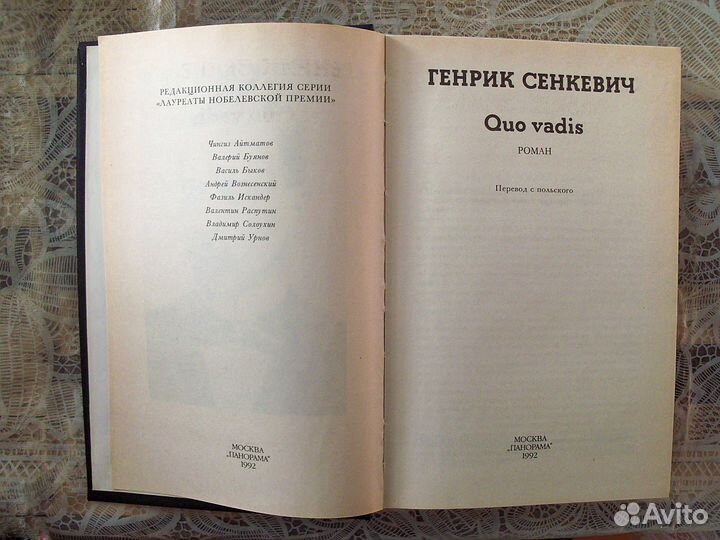 РЕДАКЦИОННАЯ КОЛЛЕГИЯ СЕРИИ
«ЛАУРЕАТЫ НОБЕЛЕВСКОЙ ПРЕМИИ»
Чингиз Айтматов
Валерий Буянов
Василь Быков
Андрей Вознесенский
Фазиль Искандер
Валентин Распутин
Владимир Солоухин
Дмитрий Урнов
МОСКВА
„ПАНОРАМА"
1992
ГЕНРИК СЕНКЕВИЧ
Quo vadis
РОМАН
Перевод с польского
МОСКВА
„ПАНОРАМА"
1992
Avito